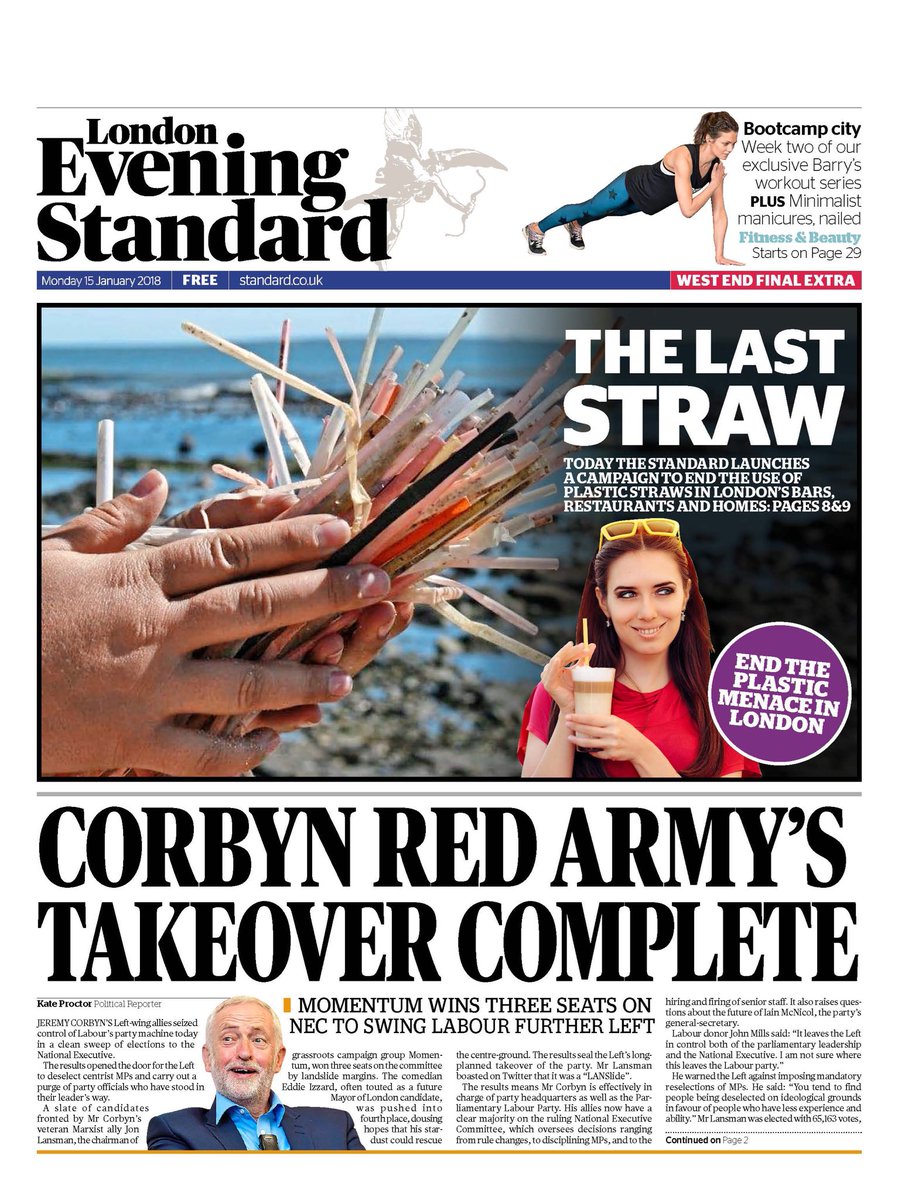 London
Evening
Standard
Bootcamp city
Week two of our
exclusive Barry's
workout series
PLUS Minimalist
manicures, nailed
Fitness & Beauty
Starts on Page 29
Monday 15 January 2018
FREE
standard.co.uk
WEST END FINAL EXTRA
THE LAST
STRAW
TODAY THE STANDARD LAUNCHES
A CAMPAIGN TO END THE USE OF
PLASTIC STRAWS IN LONDON'S BARS,
RESTAURANTS AND HOMES: PAGES 8&9
END THE
PLASTIC
MENACE IN
LONDON
CORBYN RED ARMY'S
TAKEOVER COMPLETE
Kate Proctor Political Reporter
JEREMY CORBYN'S Left-wing allies seized
control of Labour's party machine today
in a clean sweep of elections to the
National Executive.
The results opened the door for the Left
to deselect centrist MPs and carry out a
purge of party officials who have stood in
their leader's way.
A slate of candidates
fronted by Mr Corbyn's
veteran Marxist ally Jon
Lansman, the chairman of
MOMENTUM WINS THREE SEATS ON
NEC TO SWING LABOUR FURTHER LEFT
grassroots campaign group Momen-
tum, won three seats on the committee
by landslide margins. The comedian
Eddie Izzard, often touted as a future
Mayor of London candidate,
was pushed into
fourth place, dousing
hopes that his star-
dust could rescue
the centre-ground. The results seal the Left's long-
planned takeover of the party. Mr Lansman
boasted on Twitter that it was a "LANSlide".
The results means Mr Corbyn is effectively in
charge of party headquarters as well as the Par-
liamentary Labour Party. His allies now have a
clear majority on the ruling National Executive
Committee, which oversees decisions ranging
from rule changes, to disciplining MPs, and to the
hiring and firing of senior staff. It also raises ques-
tions about the future of Iain McNicol, the party's
general-secretary.
Labour donor John Mills said: "It leaves the Left
in control both of the parliamentary leadership
and the National Executive. I am not sure where
this leaves the Labour party."
He warned the Left against imposing mandatory
reselections of MPs. He said: "You tend to find
people being deselected on ideological grounds
in favour of people who have less experience and
ability." Mr Lansman was elected with 65,163 votes,
Continued on Page 2